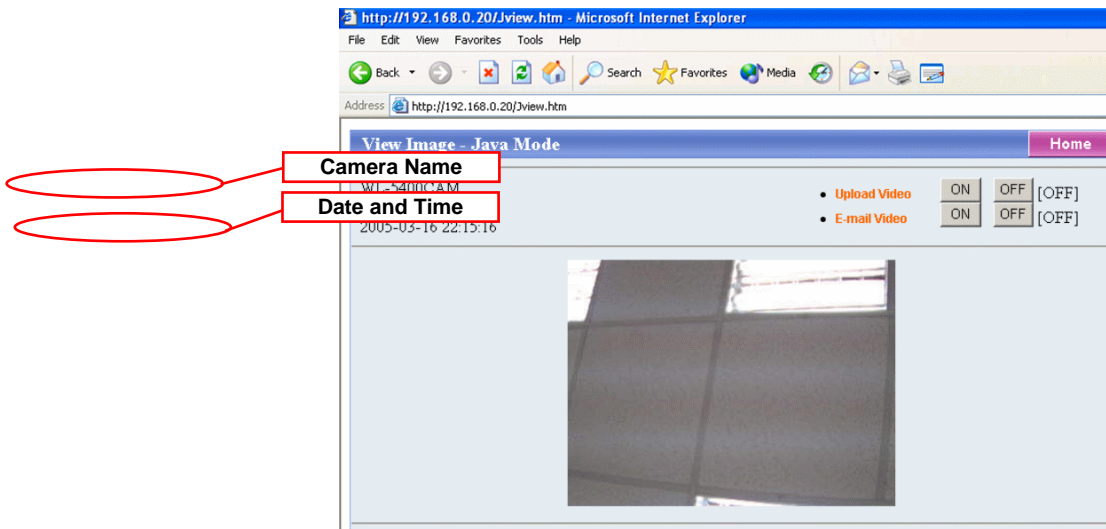 http://192.168.0.20/Jview.htm - Microsoft Internet Explorer
File Edit View Favorites Tools Help
Back Search Favorites Media
Address http://192.168.0.20/Jview.htm
View Image - Java Mode Home
Camera Name
WL-5400CAM
Upload Video ON OFF [OFF]
Date and Time
E-mail Video ON OFF [OFF]
2005-03-16 22:15:16